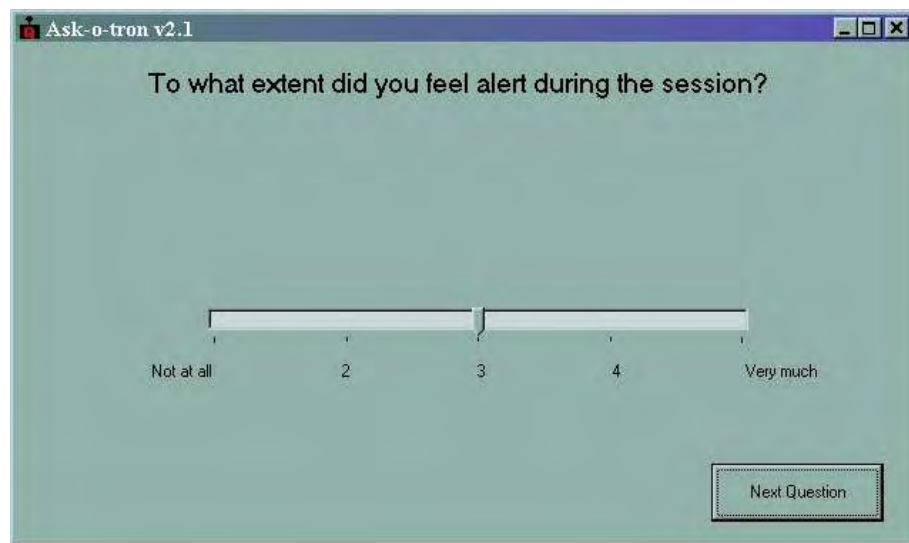 Ask-o-tron v2.1
To what extent did you feel alert during the session?
Not at all 2 3 4 Very much
Next Question